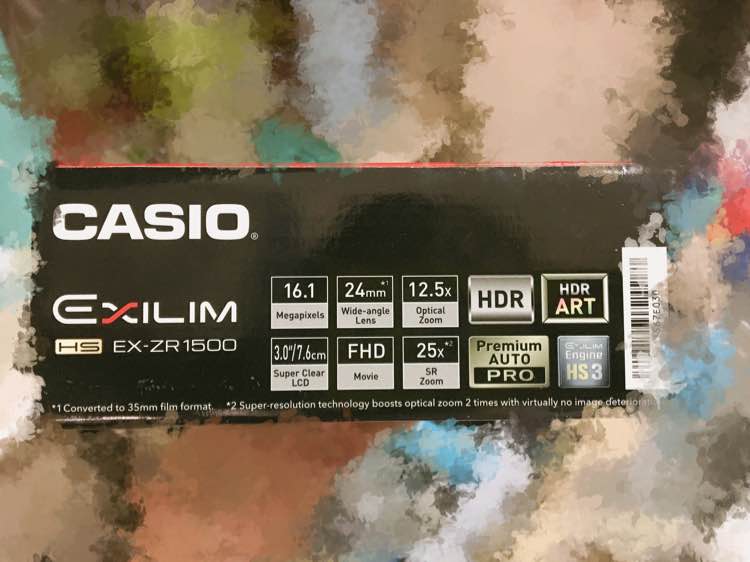 CASIO®
EXILIM
HS EX-ZR1500
16.1
Megapixels
24mm*1
Wide-angle
Lens
12.5x
Optical
Zoom
HDR
HDR
ART
3.0"/7.6cm
Super Clear
LCD
FHD
Movie
25x*2
SR
Zoom
Premium
AUTO
PRO
EXILIM
Engine
HS3
*1 Converted to 35mm film format. *2 Super-resolution technology boosts optical zoom 2 times with virtually no image